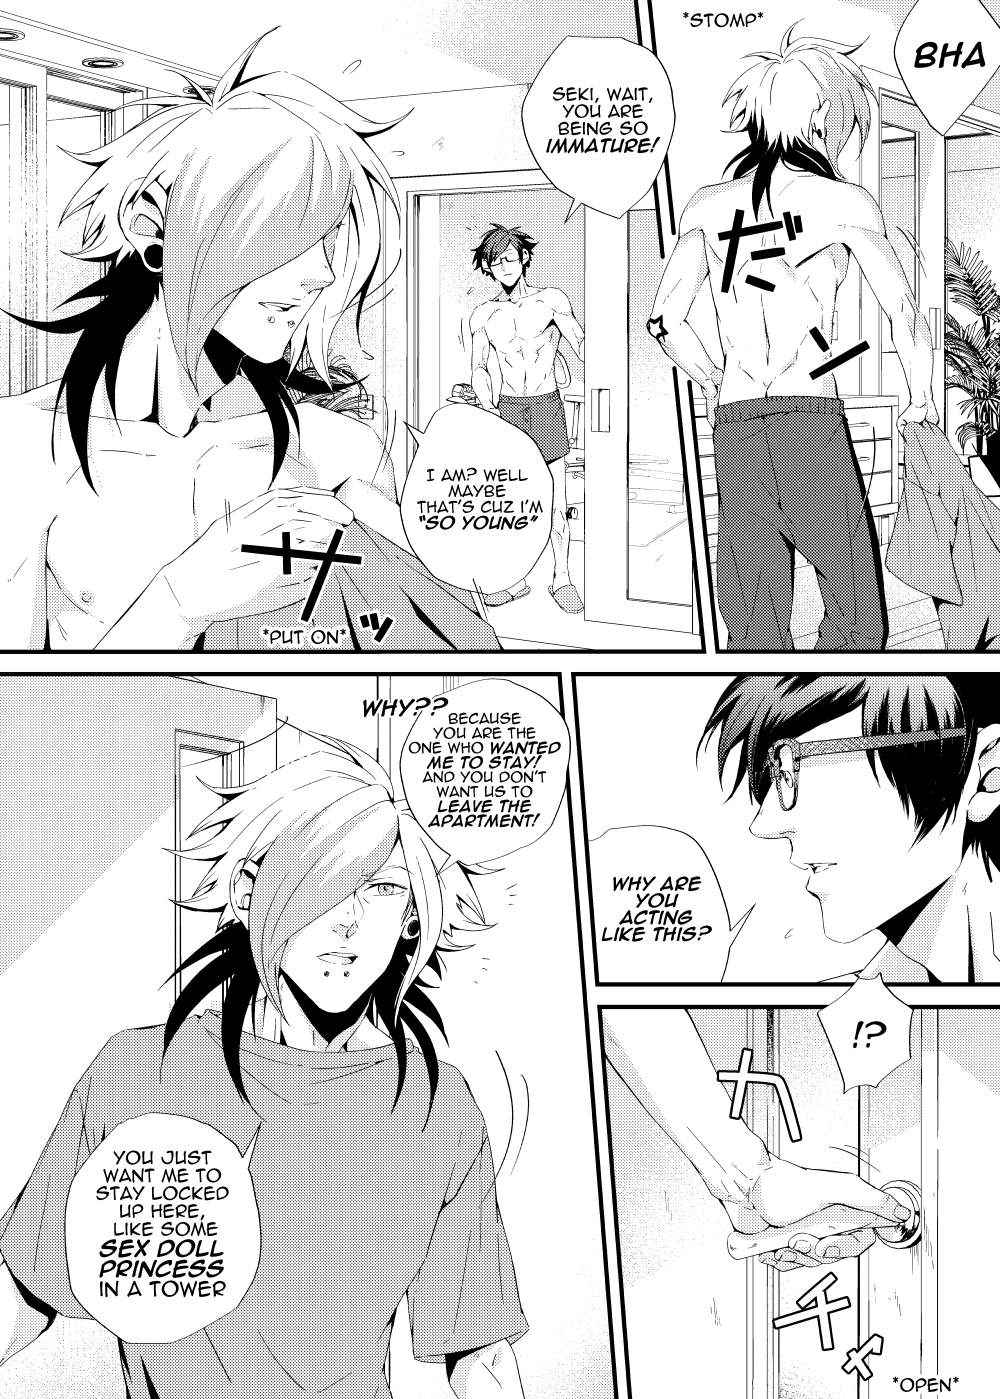 BHA
*STOMP*
ダン
SEKI, WAIT,
YOU ARE
BEING SO
IMMATURE!
I AM? WELL
MAYBE
THAT'S CUZ I'M
"SO YOUNG"
サッ
*PUT ON*
WHY ARE
YOU
ACTING
LIKE THIS?
WHY??
BECAUSE
YOU ARE THE
ONE WHO WANTED
ME TO STAY!
AND YOU DON'T
WANT US TO
LEAVE THE
APARTMENT!
YOU JUST
WANT ME TO
STAY LOCKED
UP HERE,
LIKE SOME
SEX DOLL
PRINCESS
IN A TOWER
!?
カチャ
*OPEN*